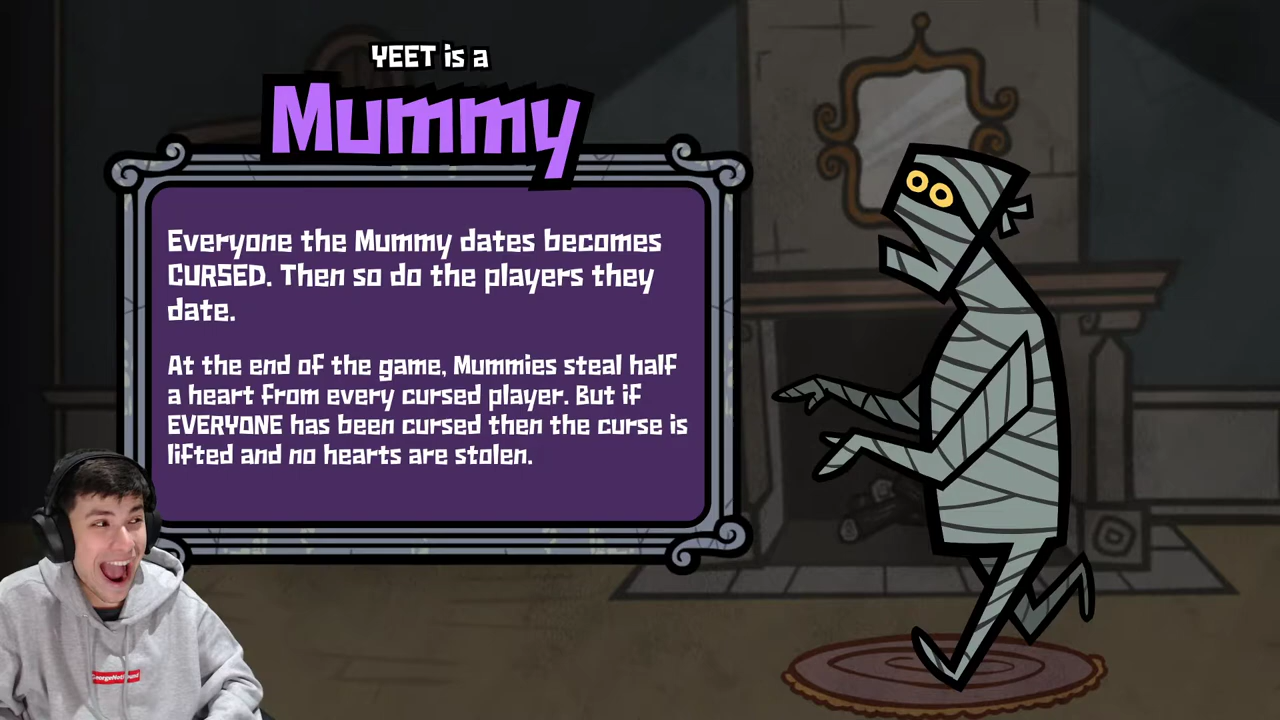 YEET is a
Mummy
Everyone the Mummy dates becomes
CURSED. Then so do the players they
date.
At the end of the game, Mummies steal half
a heart from every cursed player. But if
EVERYONE has been cursed then the curse is
lifted and no hearts are stolen.
GeorgeNotFound